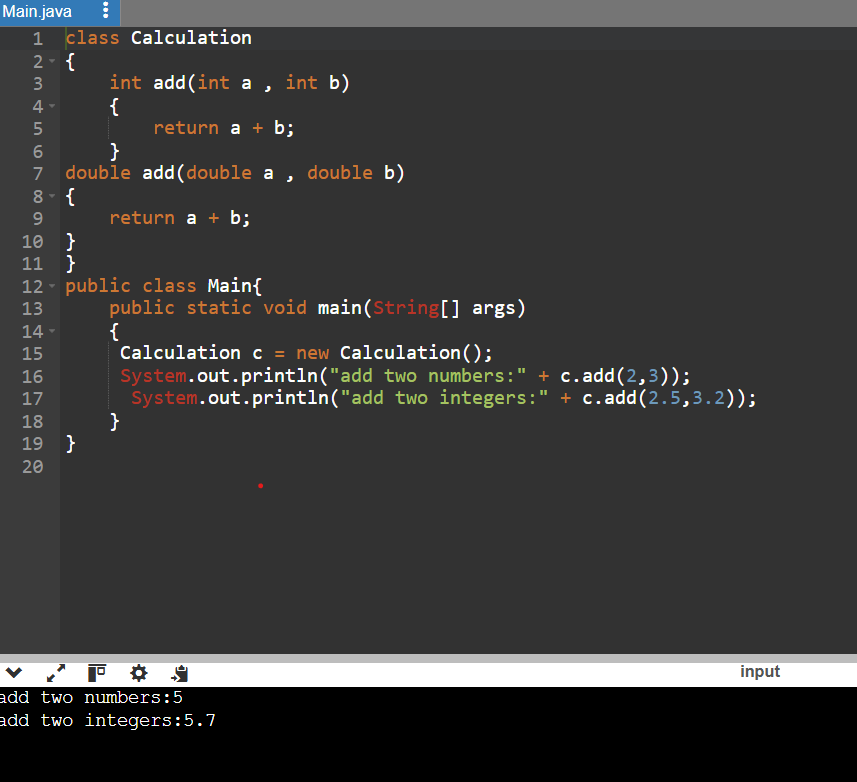 Main.java
1 class Calculation
2 {
3     int add(int a , int b)
4     {
5         return a + b;
6     }
7 double add(double a , double b)
8 {
9     return a + b;
10 }
11 }
12 public class Main{
13     public static void main(String[] args)
14     {
15      Calculation c = new Calculation();
16      System.out.println("add two numbers:" + c.add(2,3));
17       System.out.println("add two integers:" + c.add(2.5,3.2));
18     }
19 }
20
input
add two numbers:5
add two integers:5.7